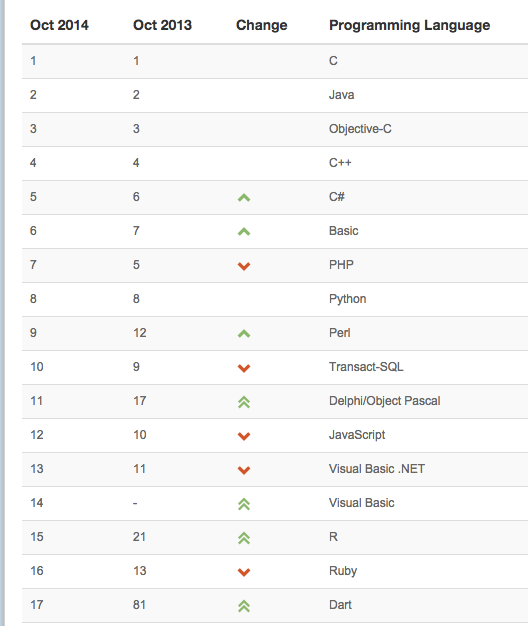 Oct 2014 Oct 2013 Change Programming Language
1 1 C
2 2 Java
3 3 Objective-C
4 4 C++
5 6 C#
6 7 Basic
7 5 PHP
8 8 Python
9 12 Perl
10 9 Transact-SQL
11 17 Delphi/Object Pascal
12 10 JavaScript
13 11 Visual Basic .NET
14 - Visual Basic
15 21 R
16 13 Ruby
17 81 Dart